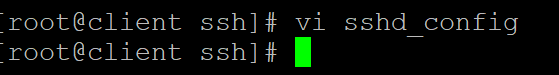 [root@client ssh]# vi sshd_config
[root@client ssh]#